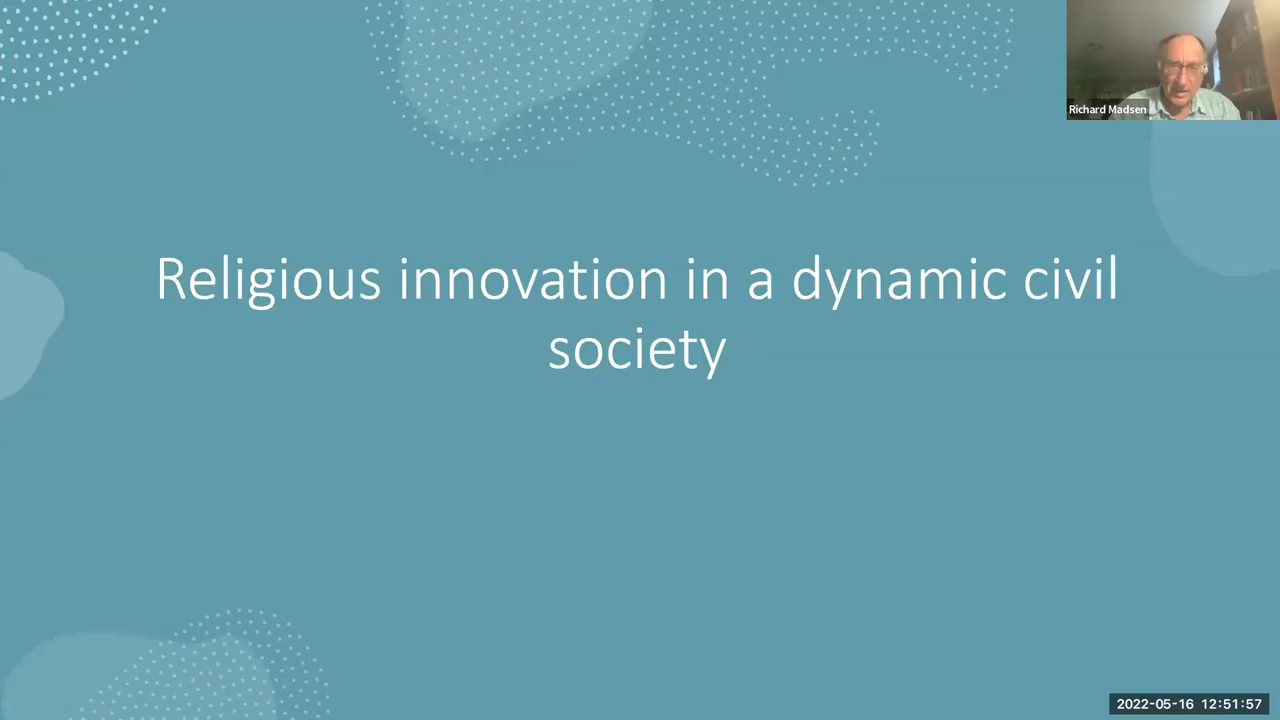 Richard Madsen
Religious innovation in a dynamic civil
society
2022-05-16 12:51:57